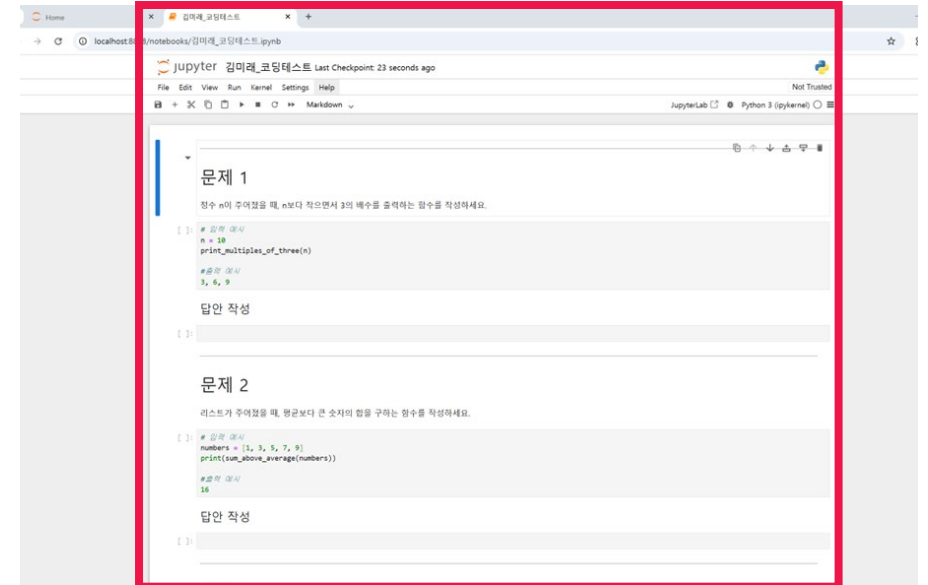 Home
김미래_코딩테스트
localhost:8888/notebooks/김미래_코딩테스트.ipynb
jupyter 김미래_코딩테스트 Last Checkpoint: 23 seconds ago
File Edit View Run Kernel Settings Help
Not Trusted
Markdown
JupyterLab
Python 3 (ipykernel)
문제 1
정수 n이 주어졌을 때, n보다 작으면서 3의 배수를 출력하는 함수를 작성하세요.
[ ]:
# 입력 예시
n = 10
print_multiples_of_three(n)
#출력 예시
3, 6, 9
답안 작성
[ ]:
문제 2
리스트가 주어졌을 때, 평균보다 큰 숫자의 합을 구하는 함수를 작성하세요.
[ ]:
# 입력 예시
numbers = [1, 3, 5, 7, 9]
print(sum_above_average(numbers))
#출력 예시
16
답안 작성
[ ]: